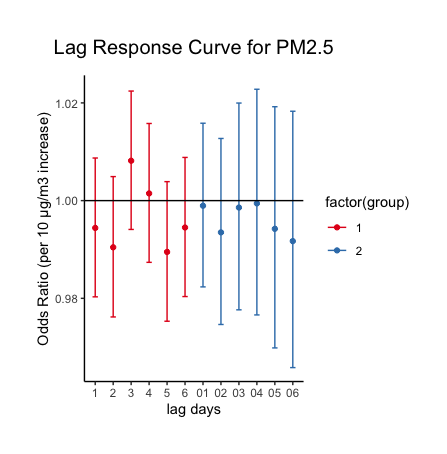 Lag Response Curve for PM2.5
Odds Ratio (per 10 µg/m3 increase)
1.02
1.00
0.98
1 2 3 4 5 6 01 02 03 04 05 06
lag days
factor(group)
1
2